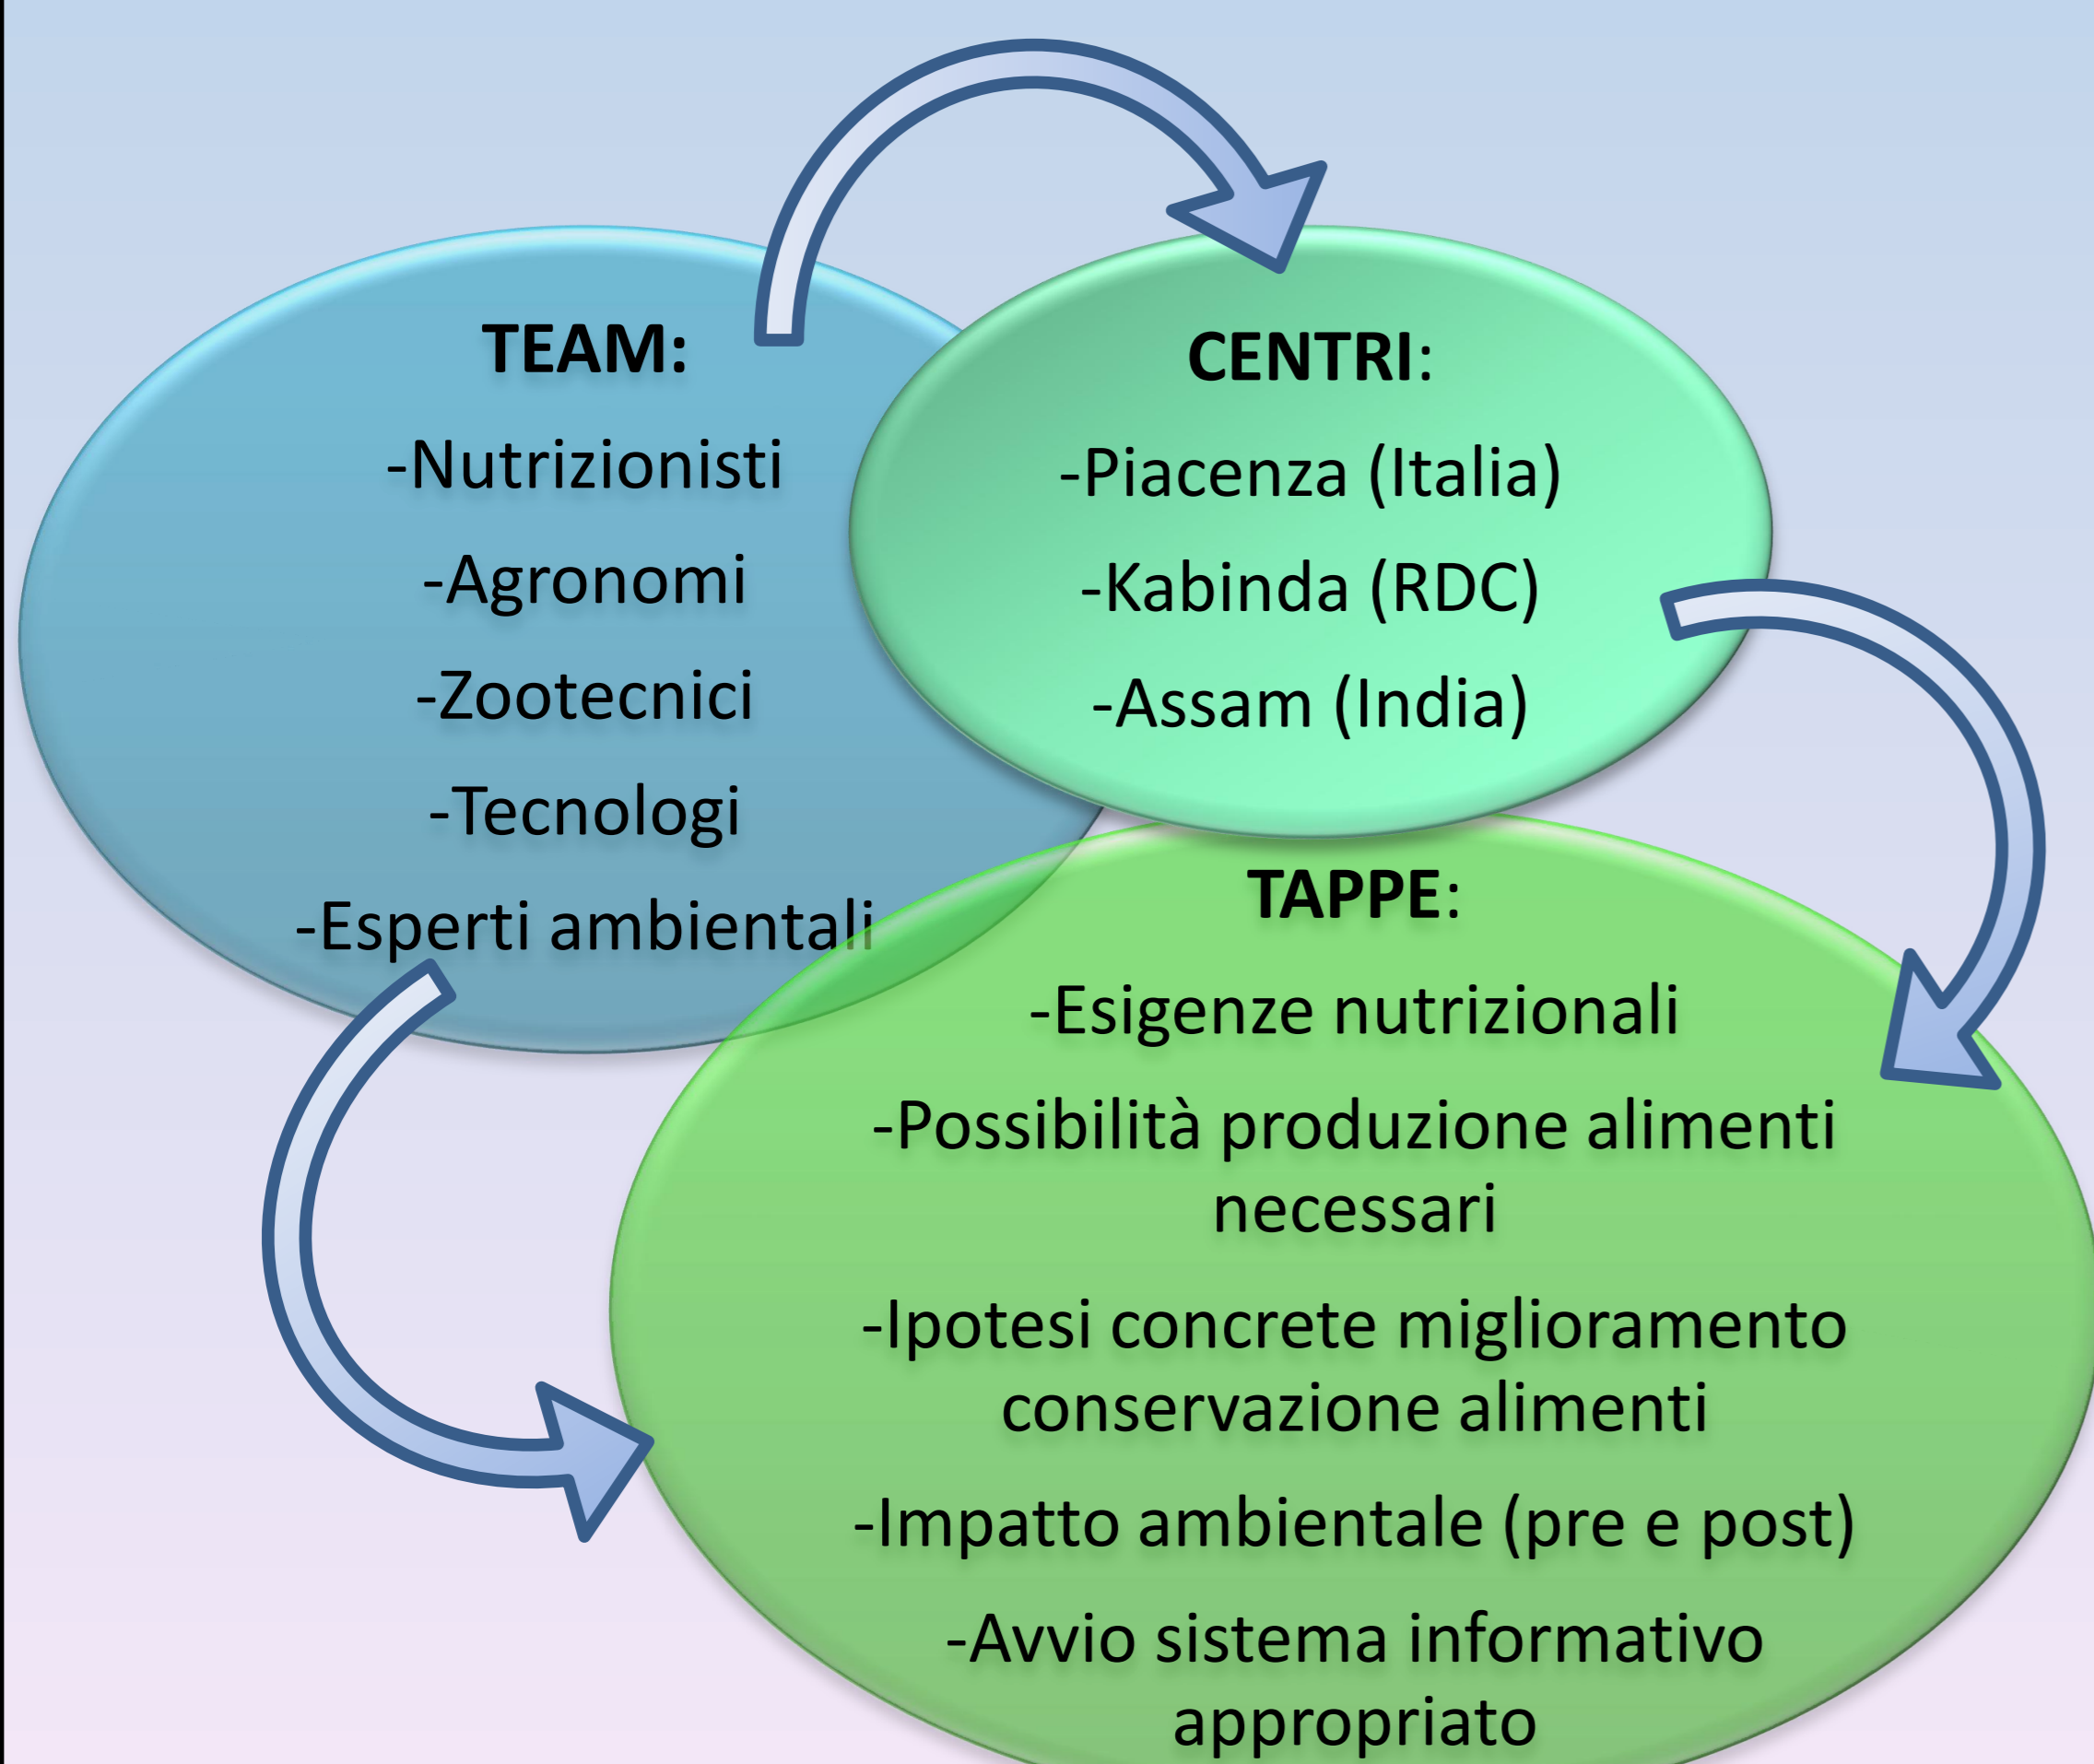 TEAM:
-Nutrizionisti
-Agronomi
-Zootecnici
-Tecnologi
-Esperti ambientali
CENTRI:
-Piacenza (Italia)
-Kabinda (RDC)
-Assam (India)
TAPPE:
-Esigenze nutrizionali
-Possibilità produzione alimenti
necessari
-Ipotesi concrete miglioramento
conservazione alimenti
-Impatto ambientale (pre e post)
-Avvio sistema informativo
appropriato